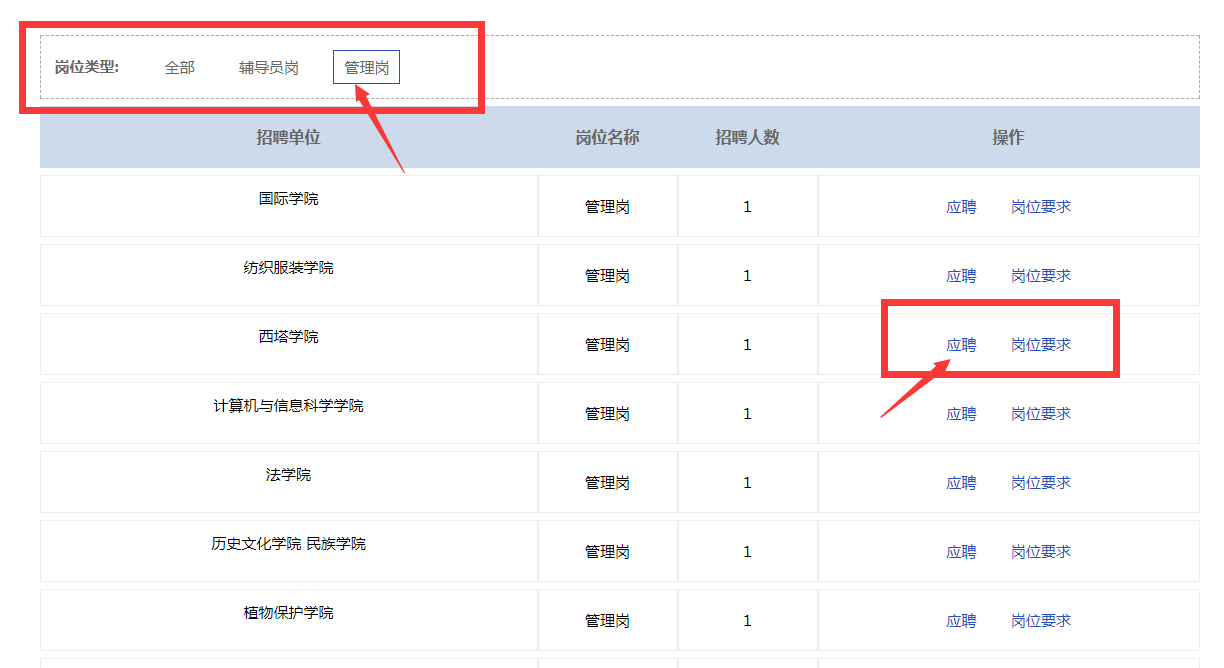 岗位类型: 全部 辅导员岗 管理岗
招聘单位 岗位名称 招聘人数 操作
国际学院 管理岗 1 应聘 岗位要求
纺织服装学院 管理岗 1 应聘 岗位要求
西塔学院 管理岗 1 应聘 岗位要求
计算机与信息科学学院 管理岗 1 应聘 岗位要求
法学院 管理岗 1 应聘 岗位要求
历史文化学院 民族学院 管理岗 1 应聘 岗位要求
植物保护学院 管理岗 1 应聘 岗位要求